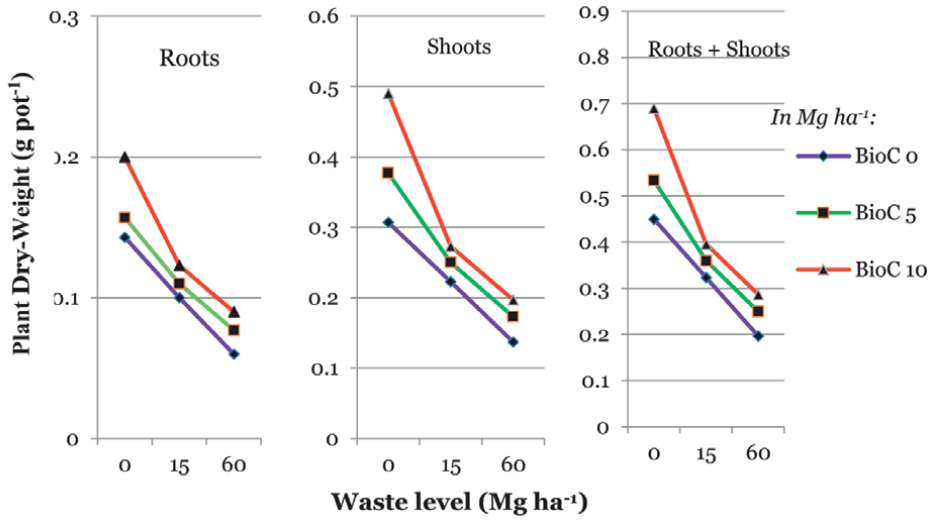 Plant Dry-Weight (g pot⁻¹)
0.3
0.2
0.1
0
Roots
0 15 60
0.6
0.5
0.4
0.3
0.2
0.1
0
Shoots
0 15 60
0.9
0.8
0.7
0.6
0.5
0.4
0.3
0.2
0.1
0
Roots + Shoots
0 15 60
In Mg ha⁻¹:
BioC 0
BioC 5
BioC 10
Waste level (Mg ha⁻¹)